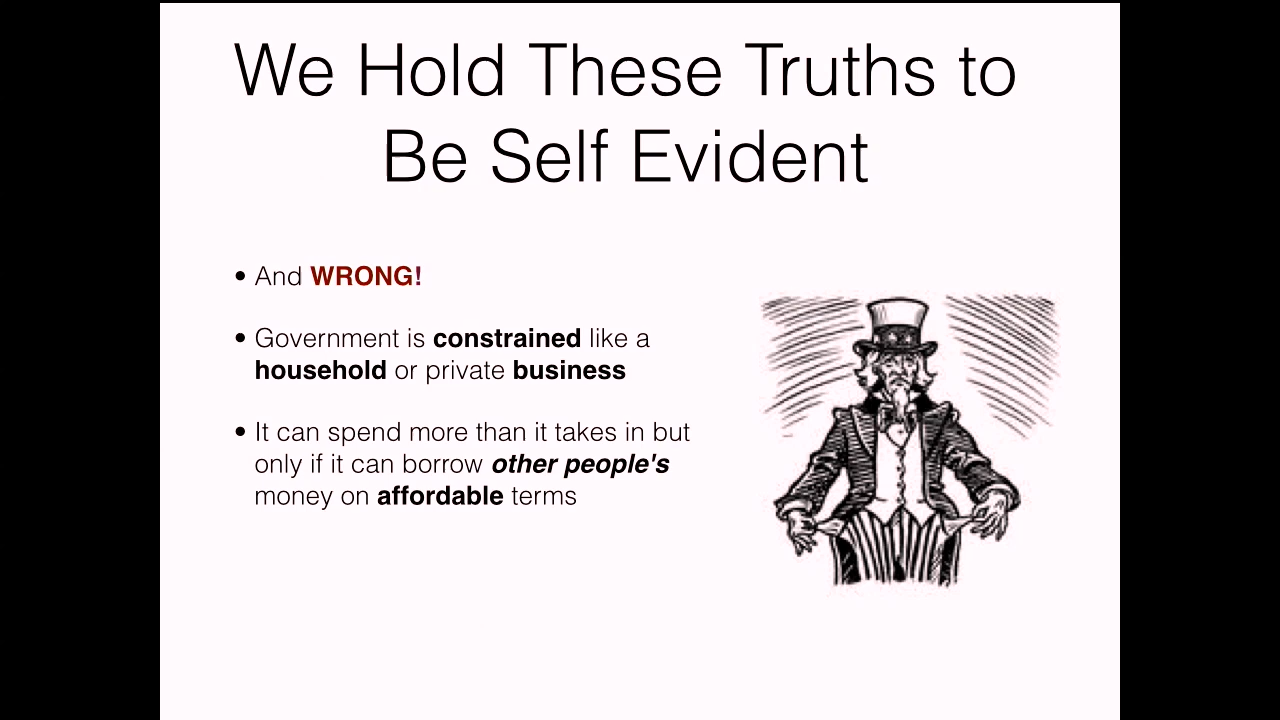 We Hold These Truths to
Be Self Evident
• And WRONG!
• Government is constrained like a
household or private business
• It can spend more than it takes in but
only if it can borrow other people's
money on affordable terms